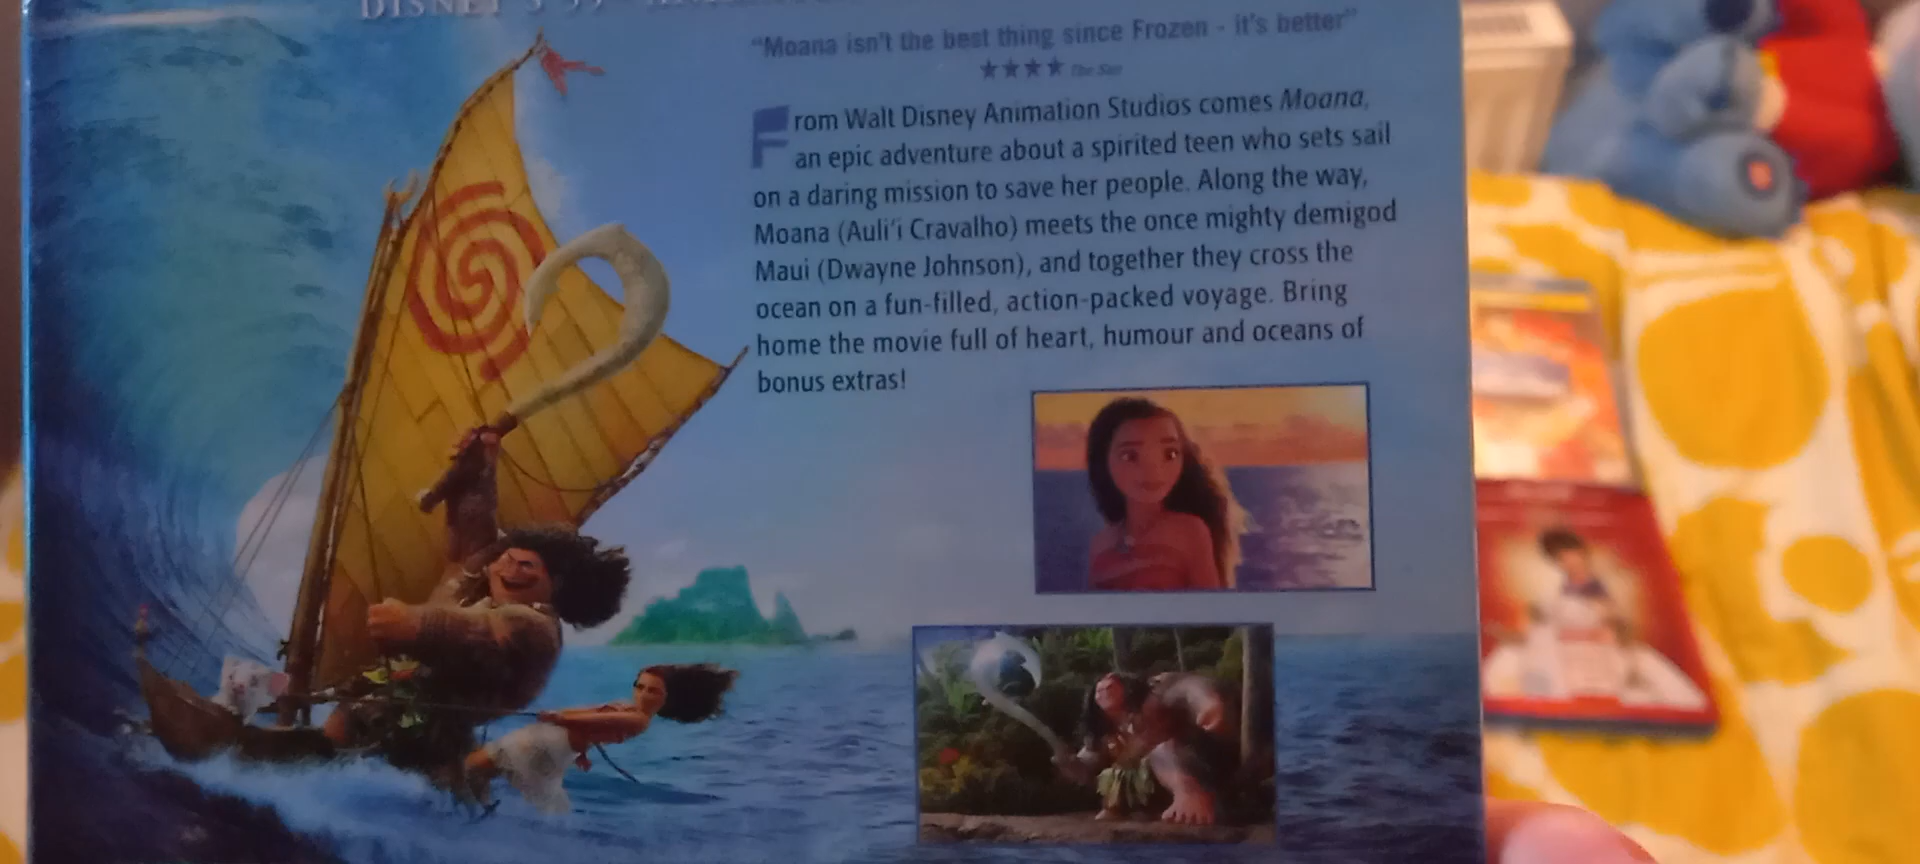 DISNEY'S
"Moana isn't the best thing since Frozen - it's better"
★★★★ The Sun
From Walt Disney Animation Studios comes Moana,
an epic adventure about a spirited teen who sets sail
on a daring mission to save her people. Along the way,
Moana (Auli'i Cravalho) meets the once mighty demigod
Maui (Dwayne Johnson), and together they cross the
ocean on a fun-filled, action-packed voyage. Bring
home the movie full of heart, humour and oceans of
bonus extras!